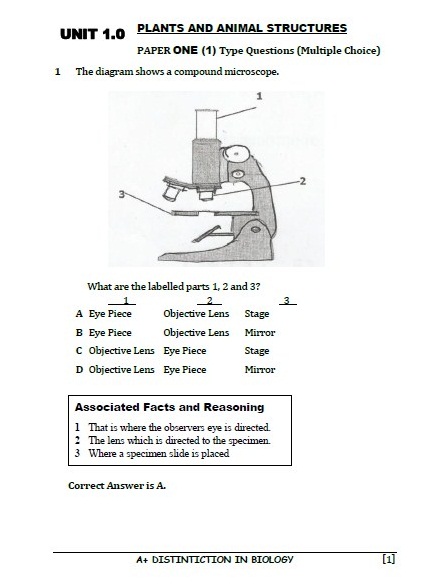 UNIT 1.0 PLANTS AND ANIMAL STRUCTURES
PAPER ONE (1) Type Questions (Multiple Choice)
1 The diagram shows a compound microscope.
1
2
3
What are the labelled parts 1, 2 and 3?
1 2 3
A Eye Piece Objective Lens Stage
B Eye Piece Objective Lens Mirror
C Objective Lens Eye Piece Stage
D Objective Lens Eye Piece Mirror
Associated Facts and Reasoning
1 That is where the observers eye is directed.
2 The lens which is directed to the specimen.
3 Where a specimen slide is placed
Correct Answer is A.
A+ DISTINTICTION IN BIOLOGY [1]